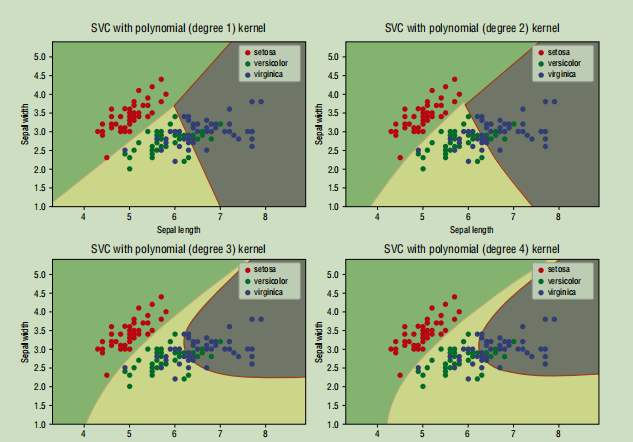 SVC with polynomial (degree 1) kernel
setosa
versicolor
virginica
5.0
4.5
4.0
3.5
3.0
2.5
2.0
1.5
1.0
Sepal width
4 5 6 7 8
Sepal length
SVC with polynomial (degree 2) kernel
setosa
versicolor
virginica
5.0
4.5
4.0
3.5
3.0
2.5
2.0
1.5
1.0
Sepal width
4 5 6 7 8
Sepal length
SVC with polynomial (degree 3) kernel
setosa
versicolor
virginica
5.0
4.5
4.0
3.5
3.0
2.5
2.0
1.5
1.0
Sepal width
4 5 6 7 8
SVC with polynomial (degree 4) kernel
setosa
versicolor
virginica
5.0
4.5
4.0
3.5
3.0
2.5
2.0
1.5
1.0
Sepal width
4 5 6 7 8